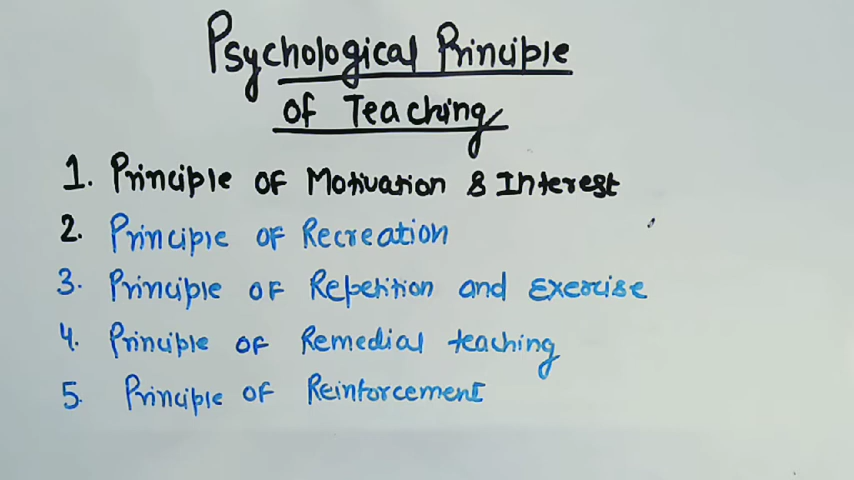 Psychological Principle
of Teaching
1. Principle of Motivation & Interest
2. Principle of Recreation
3. Principle of Repetition and Exercise
4. Principle of Remedial teaching
5. Principle of Reinforcement